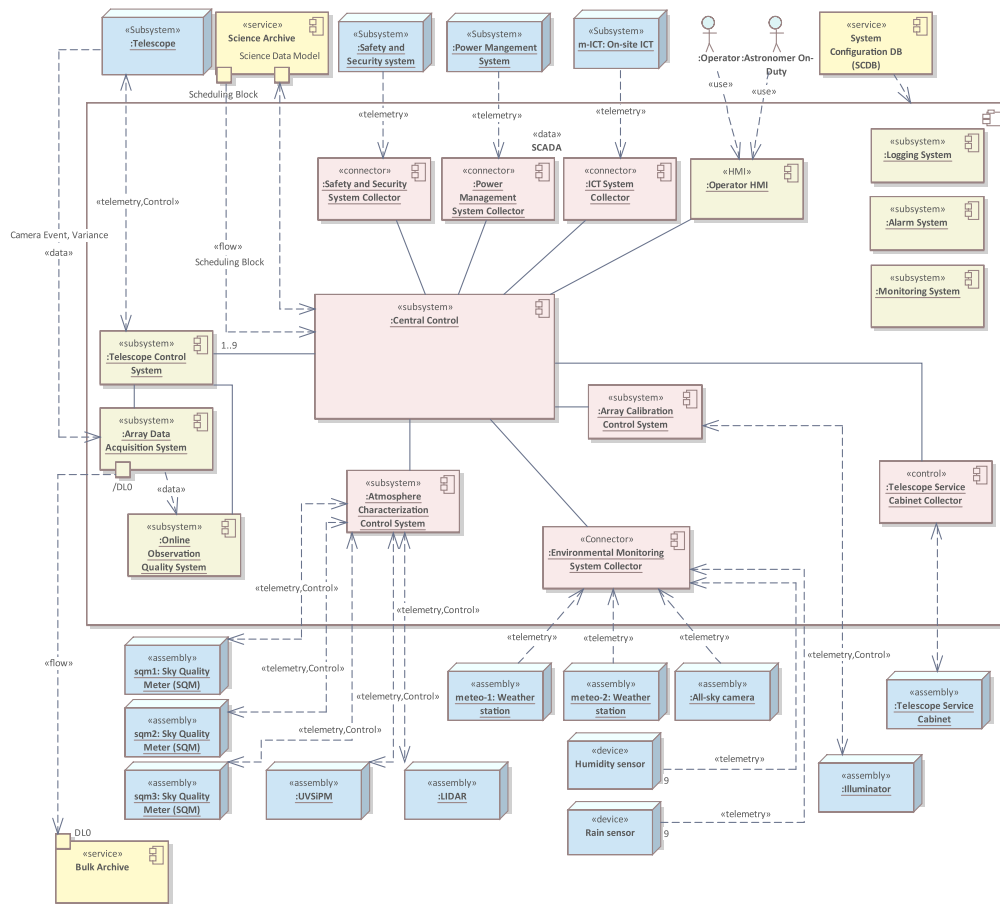 «Subsystem»
:Telescope
«service»
Science Archive
Science Data Model
«Subsystem»
:Safety and
Security system
«Subsystem»
:Power Mangement
System
m-ICT: On-site ICT
:Operator
:Astronomer On-
Duty
«service»
System
Configuration DB
(SCDB)
Scheduling Block
«telemetry»
«telemetry»
«telemetry»
«use»
«use»
«data»
SCADA
«connector»
:Safety and Security
System Collector
«connector»
:Power
Management
System Collector
«connector»
:ICT System
Collector
«HMI»
:Operator HMI
«subsystem»
:Logging System
«subsystem»
:Alarm System
«subsystem»
:Monitoring System
«telemetry,Control»
Camera Event, Variance
«data»
«flow»
Scheduling Block
«subsystem»
:Central Control
«subsystem»
:Telescope Control
System
1..9
«subsystem»
:Array Data
Acquisition System
/DL0
«data»
«subsystem»
:Online
Observation
Quality System
«subsystem»
:Array Calibration
Control System
«subsystem»
:Atmosphere
Characterization
Control System
«control»
:Telescope Service
Cabinet Collector
«Connector»
:Environmental Monitoring
System Collector
«telemetry,Control»
«telemetry,Control»
«telemetry,Control»
«telemetry,Control»
«telemetry,Control»
«telemetry»
«telemetry»
«telemetry»
«telemetry,Control»
«flow»
«assembly»
sqm1: Sky Quality
Meter (SQM)
«assembly»
sqm2: Sky Quality
Meter (SQM)
«assembly»
sqm3: Sky Quality
Meter (SQM)
«assembly»
:UVSiPM
«assembly»
:LIDAR
«assembly»
meteo-1: Weather
station
«assembly»
meteo-2: Weather
station
«assembly»
:All-sky camera
«assembly»
:Telescope Service
Cabinet
«device»
Humidity sensor
9
«telemetry»
«assembly»
:Illuminator
«device»
Rain sensor
9
«telemetry»
DL0
«service»
Bulk Archive